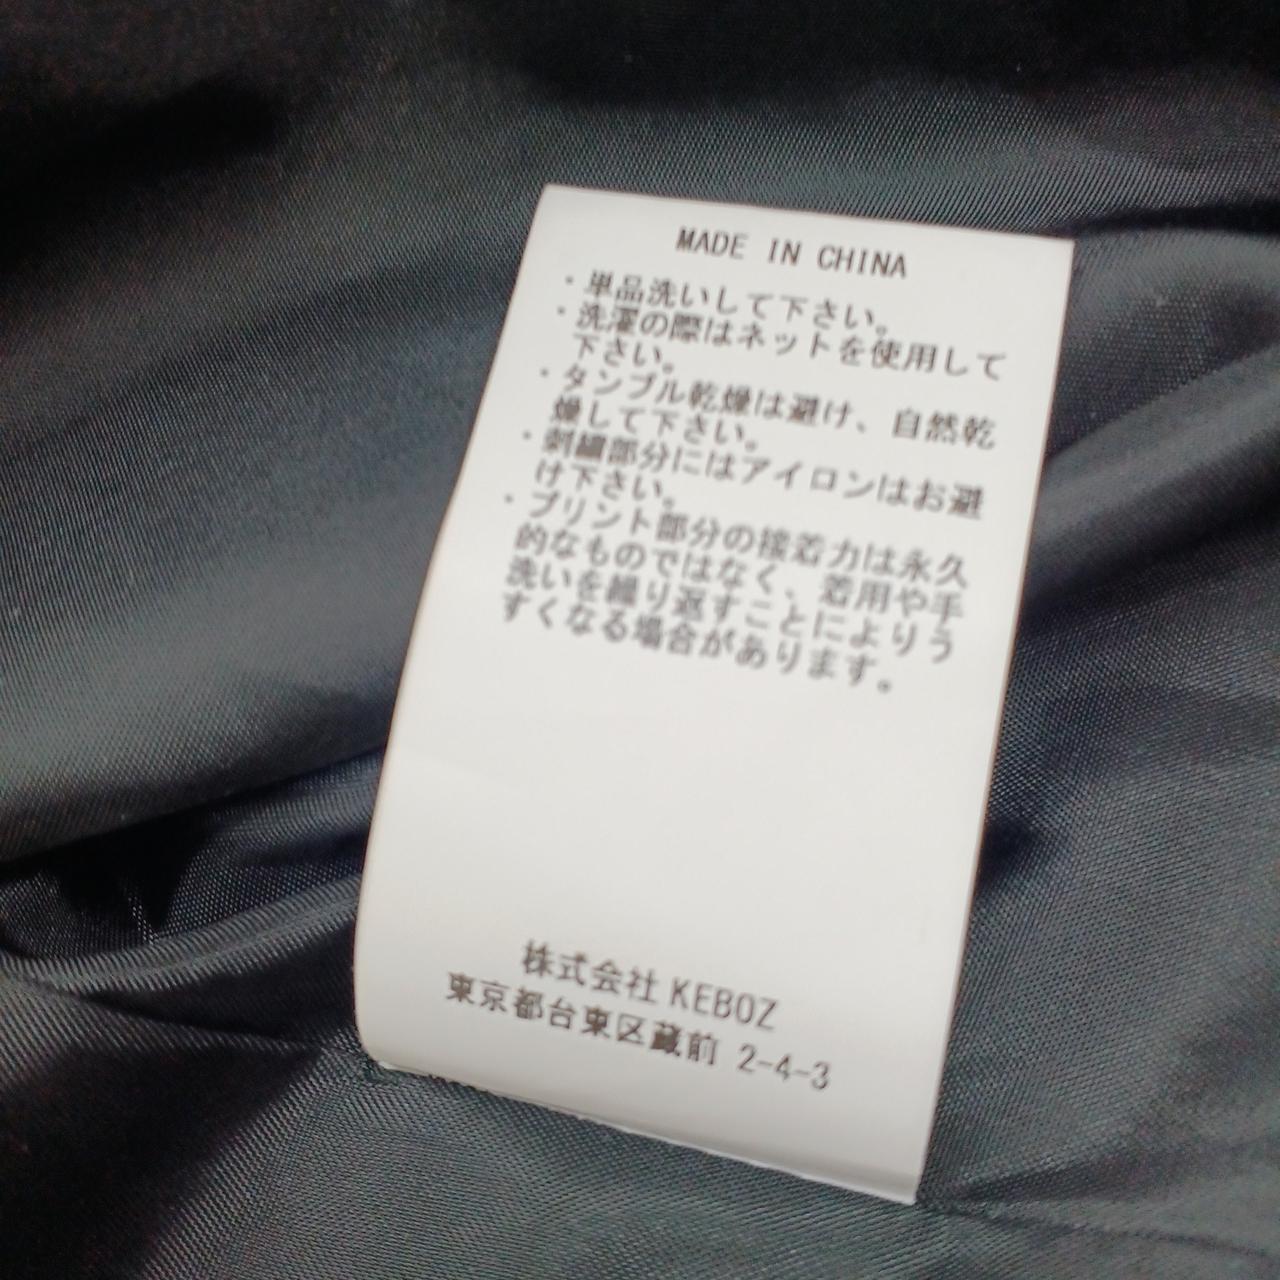 MADE IN CHINA
・単品洗いして下さい。
・洗濯の際はネットを使用して
下さい。
・タンブル乾燥は避け、自然乾
燥して下さい。
・刺繍部分にはアイロンはお避
け下さい。
・プリント部分の接着力は永久
的なものではなく、着用や手
洗いを繰り返すことによりう
すくなる場合があります。
株式会社 KEBOZ
東京都台東区蔵前 2-4-3